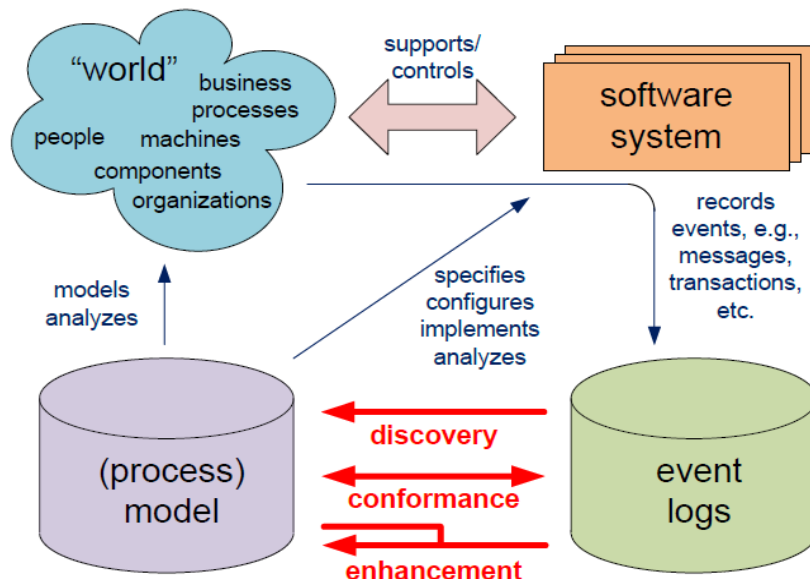 “world”
business
processes
people
machines
components
organizations
supports/
controls
software
system
records
events, e.g.,
messages,
transactions,
etc.
models
analyzes
specifies
configures
implements
analyzes
(process)
model
discovery
conformance
enhancement
event
logs